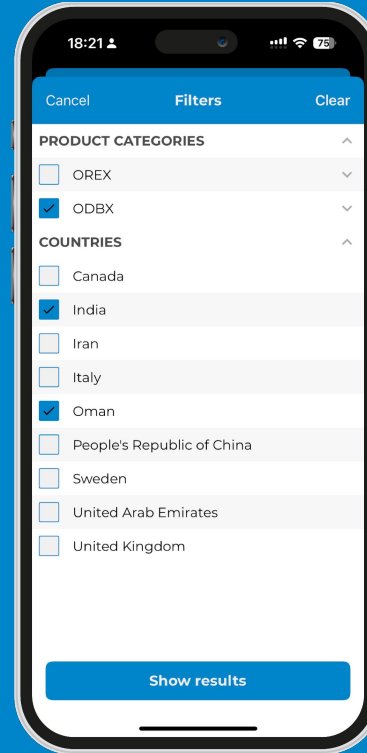 18:21 75
Cancel Filters Clear
PRODUCT CATEGORIES
OREX
ODBX
COUNTRIES
Canada
India
Iran
Italy
Oman
People's Republic of China
Sweden
United Arab Emirates
United Kingdom
Show results